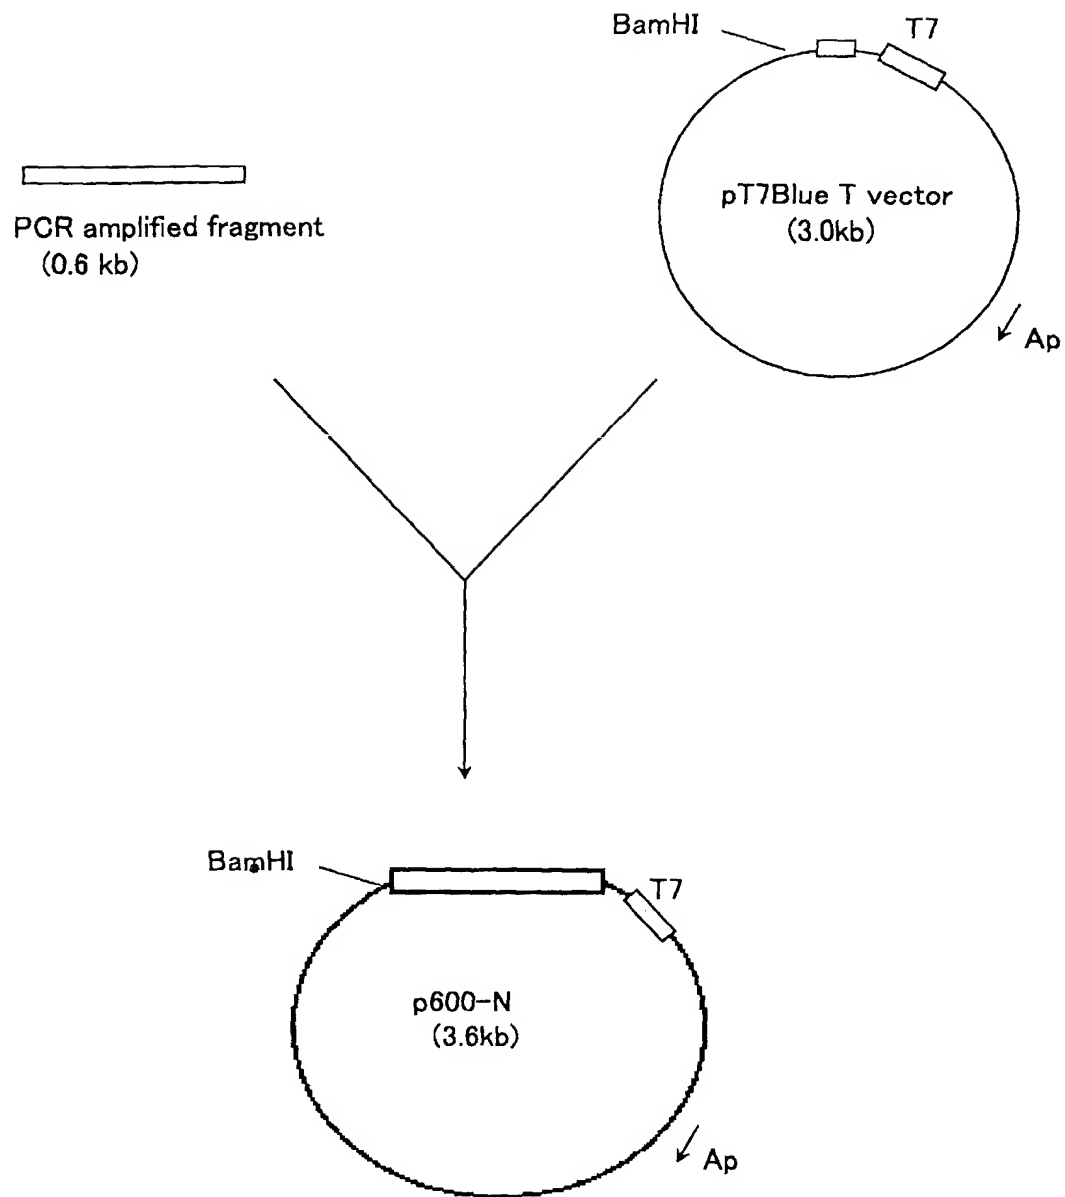 BamHI
T7
pT7Blue T vector
(3.0kb)
Ap
PCR amplified fragment
(0.6 kb)
BamHI
T7
p600-N
(3.6kb)
Ap